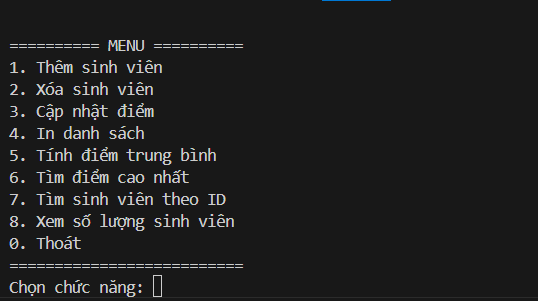 ========== MENU ==========
1. Thêm sinh viên
2. Xóa sinh viên
3. Cập nhật điểm
4. In danh sách
5. Tính điểm trung bình
6. Tìm điểm cao nhất
7. Tìm sinh viên theo ID
8. Xem số lượng sinh viên
0. Thoát
==========================
Chọn chức năng: